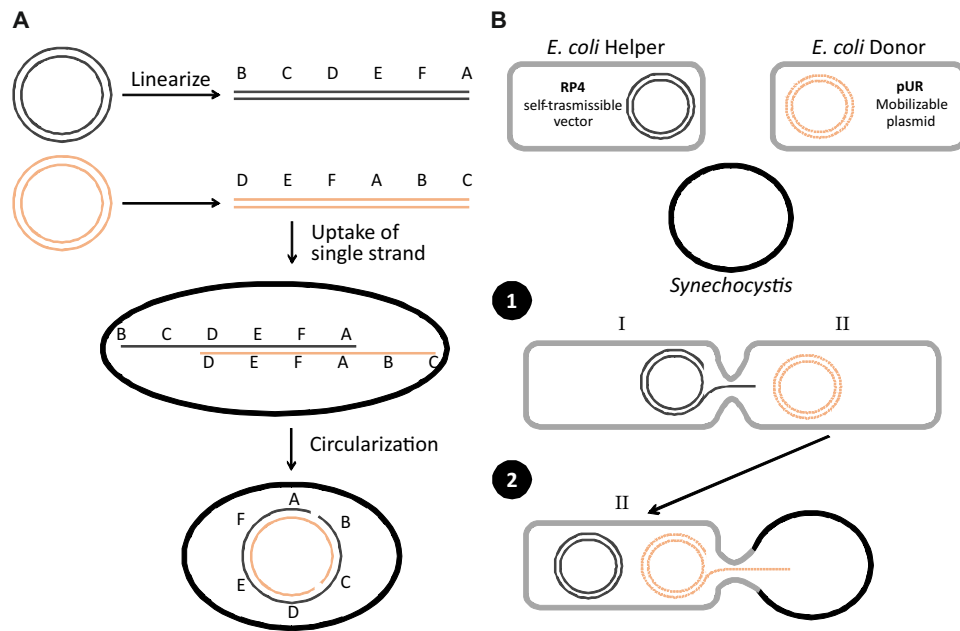 A
Linearize
B C D E F A
D E F A B C
Uptake of
single strand
B C D E F A
D E F A B C
Circularization
A
F
B
E
C
D
B
E. coli Helper
E. coli Donor
RP4
self-trasmissible
vector
pUR
Mobilizable
plasmid
Synechocystis
1
I
II
2
II